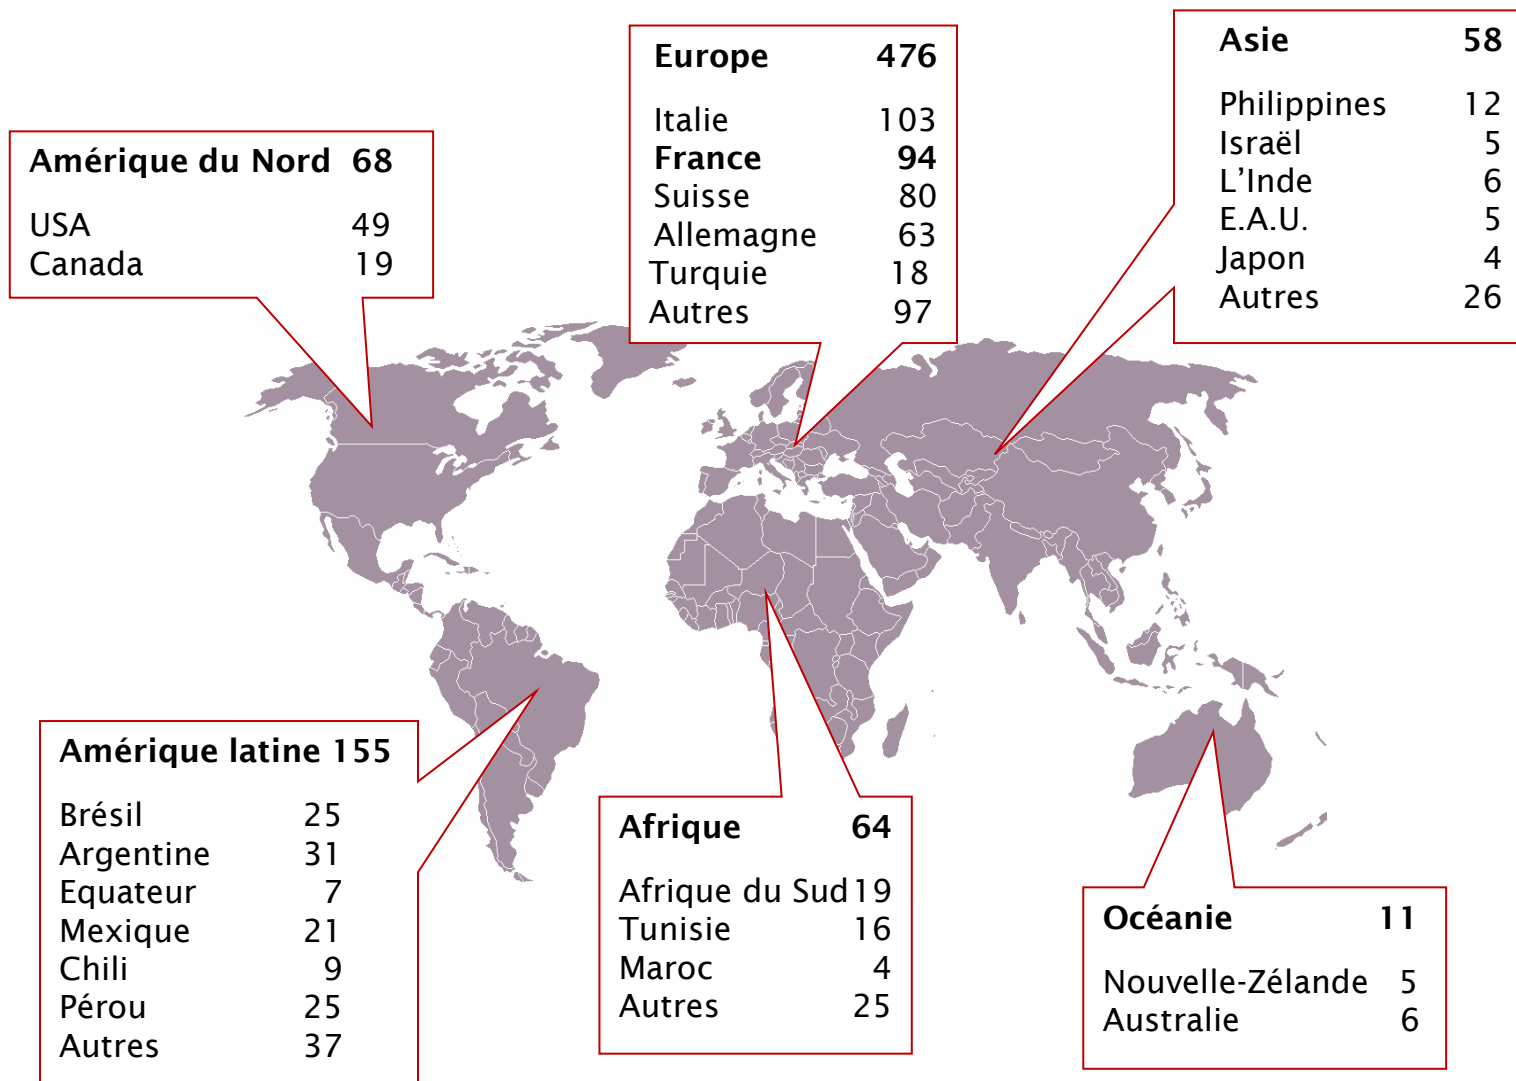 Europe 476
Italie 103
France 94
Suisse 80
Allemagne 63
Turquie 18
Autres 97
Asie 58
Philippines 12
Israël 5
L'Inde 6
E.A.U. 5
Japon 4
Autres 26
Amérique du Nord 68
USA 49
Canada 19
Amérique latine 155
Brésil 25
Argentine 31
Equateur 7
Mexique 21
Chili 9
Pérou 25
Autres 37
Afrique 64
Afrique du Sud 19
Tunisie 16
Maroc 4
Autres 25
Océanie 11
Nouvelle-Zélande 5
Australie 6